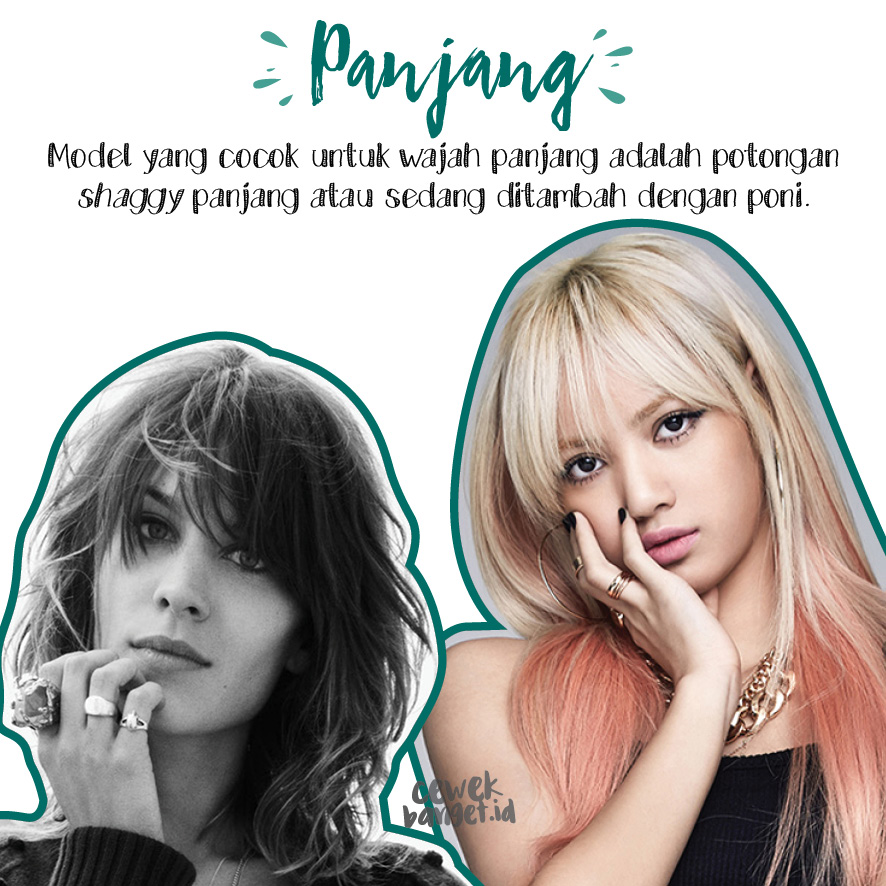 Panjang
Model yang cocok untuk wajah panjang adalah potongan
shaggy panjang atau sedang ditambah dengan poni.
cewek
banget.id